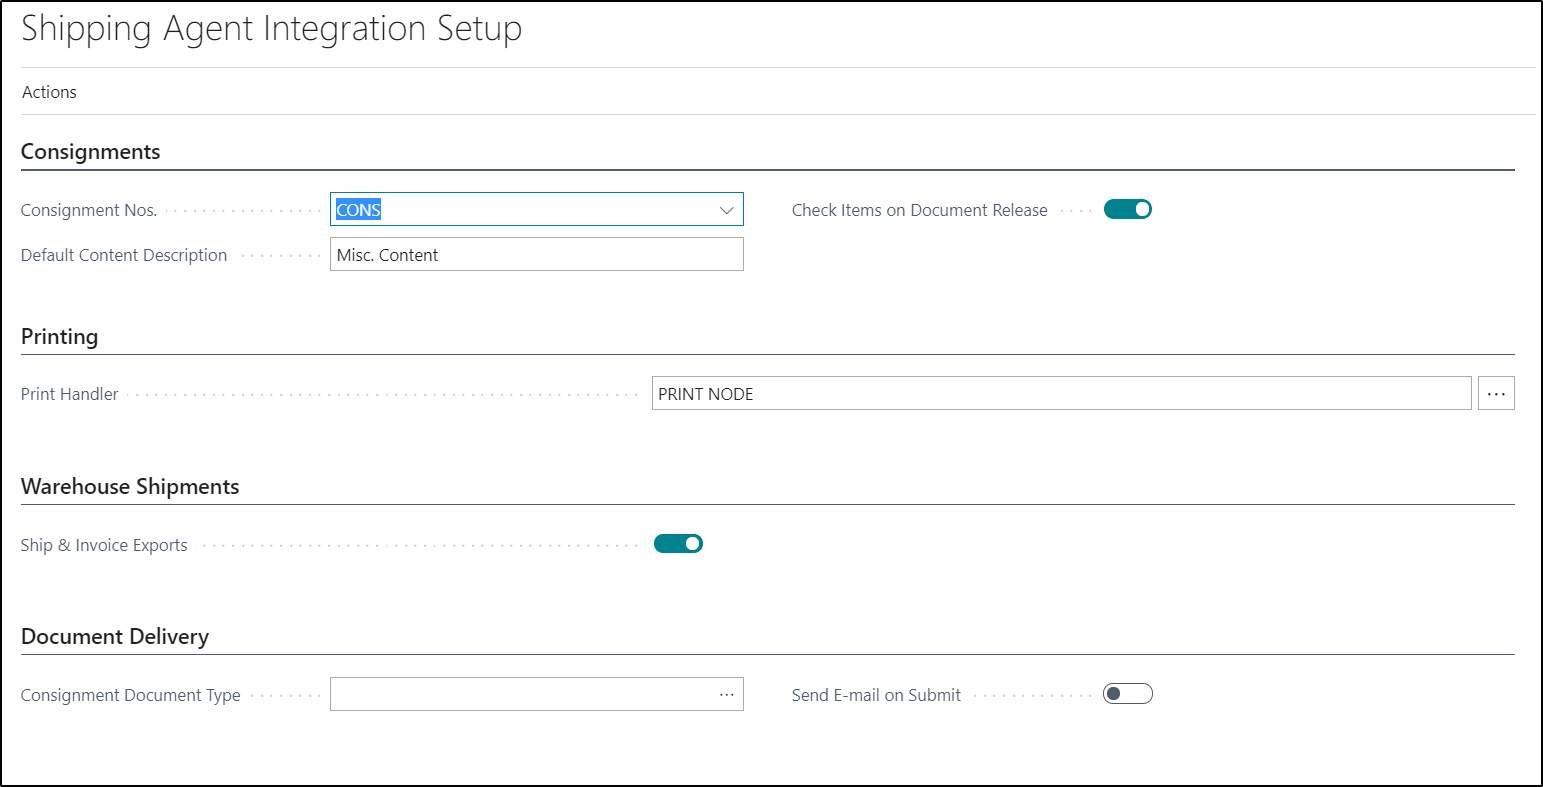 Shipping Agent Integration Setup
Actions
Consignments
Consignment Nos. CONS Check Items on Document Release
Default Content Description Misc. Content
Printing
Print Handler PRINT NODE
Warehouse Shipments
Ship & Invoice Exports
Document Delivery
Consignment Document Type Send E-mail on Submit